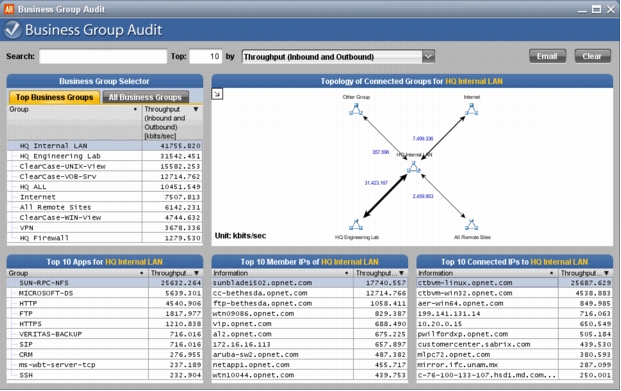 AR Business Group Audit
Business Group Audit
Search: Top: 10 by Throughput (Inbound and Outbound) Email Clear
Business Group Selector
Top Business Groups All Business Groups
Group Throughput (Inbound and Outbound) [kbits/sec]
HQ Internal LAN 41755.820
HQ Engineering Lab 31542.451
ClearCase-UNIX-View 15582.253
ClearCase-VOB-Srv 12714.762
HQ ALL 10451.549
Internet 7507.813
All Remote Sites 6142.231
ClearCase-WIN-View 4744.632
VPN 3678.336
HQ Firewall 1279.530
Topology of Connected Groups for HQ Internal LAN
Other Group Internet
357.596 7,499.336
HQ Internal LAN
31,423.167 2,459.953
HQ Engineering Lab All Remote Sites
Unit: kbits/sec
Top 10 Apps for HQ Internal LAN
Group Throughput...
SUN-RPC-NFS 25632.264
MICROSOFT-DS 5639.301
HTTP 4540.906
FTP 1817.977
HTTPS 1210.838
VERITAS-BACKUP 716.016
SIP 716.016
CRM 276.955
ms-wbt-server-tcp 237.189
SSH 232.904
Top 10 Member IPs of HQ Internal LAN
Information Throughput...
sunblade1502.opnet.com 17740.557
cc-bethesda.opnet.com 12714.766
ftp-bethesda.opnet.com 1058.411
wtn09086.opnet.com 829.387
vip.opnet.com 688.490
al2.opnet.com 675.225
172.16.16.113 657.897
aruba-sw2.opnet.com 487.382
netapp1.opnet.com 455.717
wtn10044.opnet.com 439.753
Top 10 Connected IPs to HQ Internal LAN
Information Throughput...
ctbvm-linux.opnet.com 25687.629
ctbvm-win32.opnet.com 4538.883
aer-win64.opnet.com 849.985
199.141.131.14 716.063
10.20.0.15 650.549
pwilfordxp.opnet.com 505.184
customercenter.sabrix.com 439.530
mlpc72.opnet.com 380.593
mirror.ifc.unam.mx 287.099
c-76-100-133-107.hsd1.md.com... 250.001